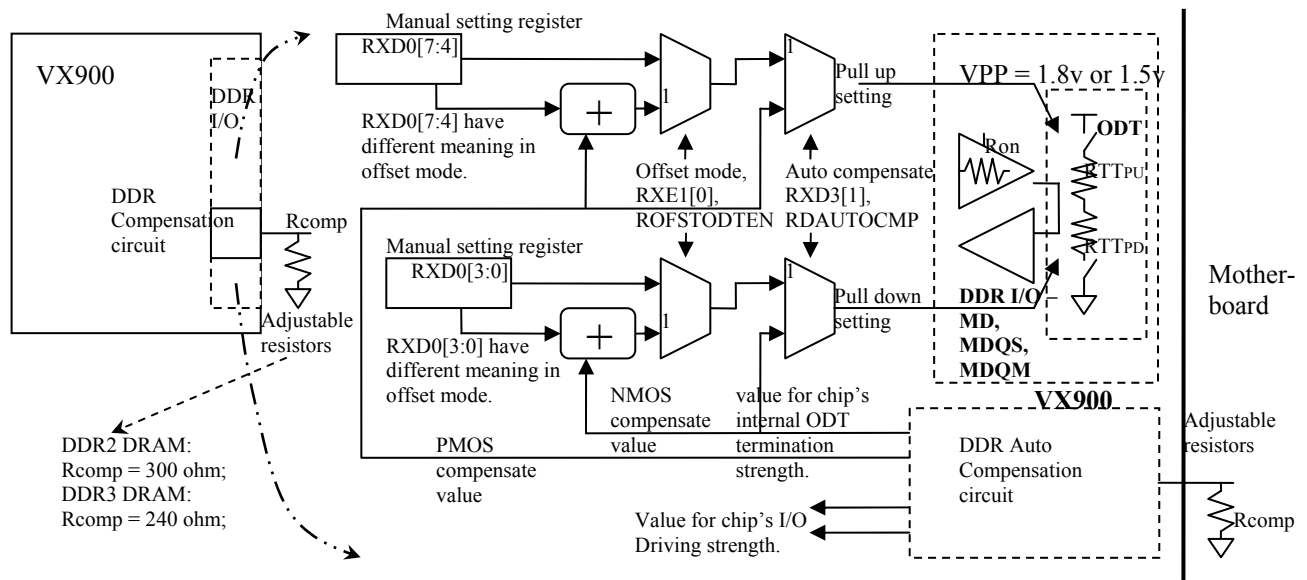 VX900
DDR
I/O
DDR
Compensation
circuit
Rcomp
Adjustable
resistors
DDR2 DRAM:
Rcomp = 300 ohm;
DDR3 DRAM:
Rcomp = 240 ohm;
Manual setting register
RXD0[7:4]
RXD0[7:4] have
different meaning in
offset mode.
+
1
1
Pull up
setting
Offset mode,
RXE1[0],
ROFSTODTEN
Auto compensate
RXD3[1],
RDAUTOCMP
Manual setting register
RXD0[3:0]
RXD0[3:0] have
different meaning in
offset mode.
+
1
1
Pull down
setting
NMOS
compensate
value
value for chip's
internal ODT
termination
strength.
PMOS
compensate
value
Value for chip's I/O
Driving strength.
VPP = 1.8v or 1.5v
ODT
Ron
RTTPU
RTTPD
DDR I/O
MD,
MDQS,
MDQM
VX900
DDR Auto
Compensation
circuit
Mother-
board
Adjustable
resistors
Rcomp